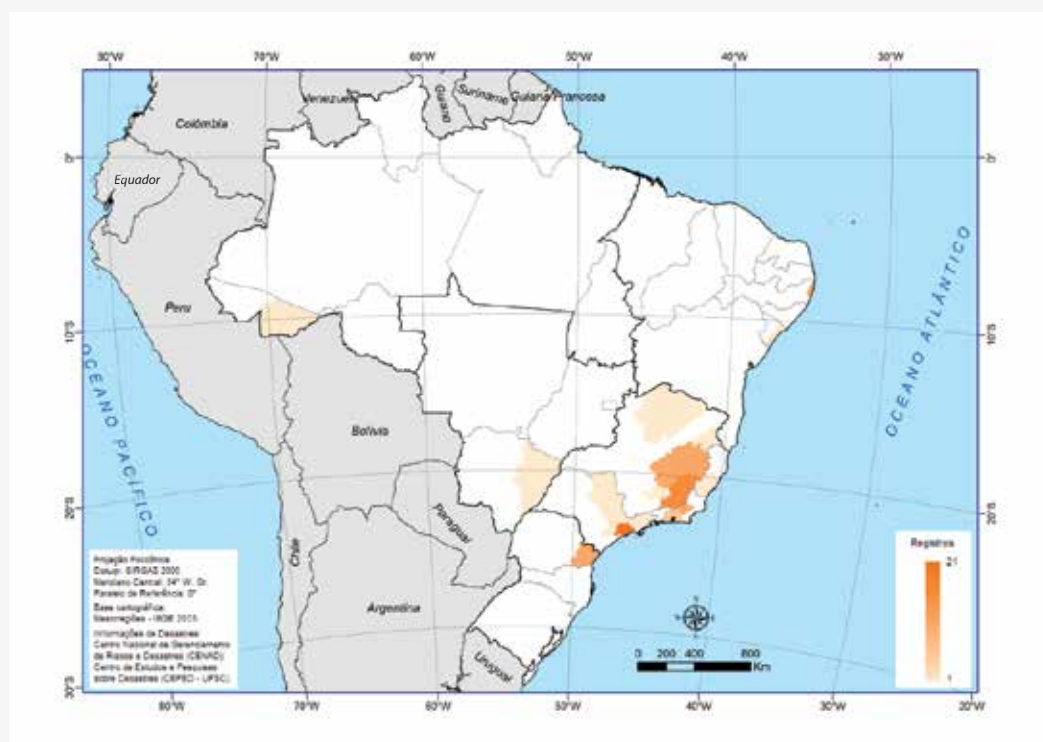 80°W 70°W 60°W 50°W 40°W 30°W
Venezuela
Guiana
Suriname
Guiana Francesa
Colômbia
0° 0°
Equador
Peru
10°S 10°S
OCEANO PACÍFICO
OCEANO ATLÂNTICO
Bolívia
20°S 20°S
Paraguai
Chile
Argentina
Uruguai
Projeção Policônica
Datum: SIRGAS 2000
Meridiano Central: 54° W. Gr.
Paralelo de Referência: 0°
Base cartográfica:
Mesorregiões - IBGE 2005
Informações de Desastres:
Centro Nacional de Gerenciamento
de Riscos e Desastres (CENAD)
Centro de Estudos e Pesquisas
sobre Desastres (CEPED - UFSC)
Registros
21
1
0 200 400 800
Km
30°S
80°W 70°W 60°W 50°W 40°W 30°W 20°W